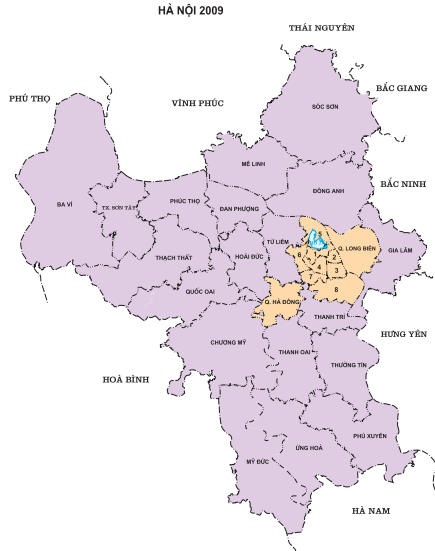 HÀ NỘI 2009
THÁI NGUYÊN
BẮC GIANG
PHÚ THỌ
VĨNH PHÚC
SÓC SƠN
MÊ LINH
BẮC NINH
ĐÔNG ANH
BA VÌ
TX. SƠN TÂY
PHÚC THỌ
ĐAN PHƯỢNG
5
TỪ LIÊM
Q. LONG BIÊN
GIA LÂM
6
1
2
THẠCH THẤT
HOÀI ĐỨC
4
3
7
QUỐC OAI
8
Q. HÀ ĐÔNG
THANH TRÌ
HƯNG YÊN
CHƯƠNG MỸ
THANH OAI
THƯỜNG TÍN
HOÀ BÌNH
PHÚ XUYÊN
ỨNG HOÀ
MỸ ĐỨC
HÀ NAM